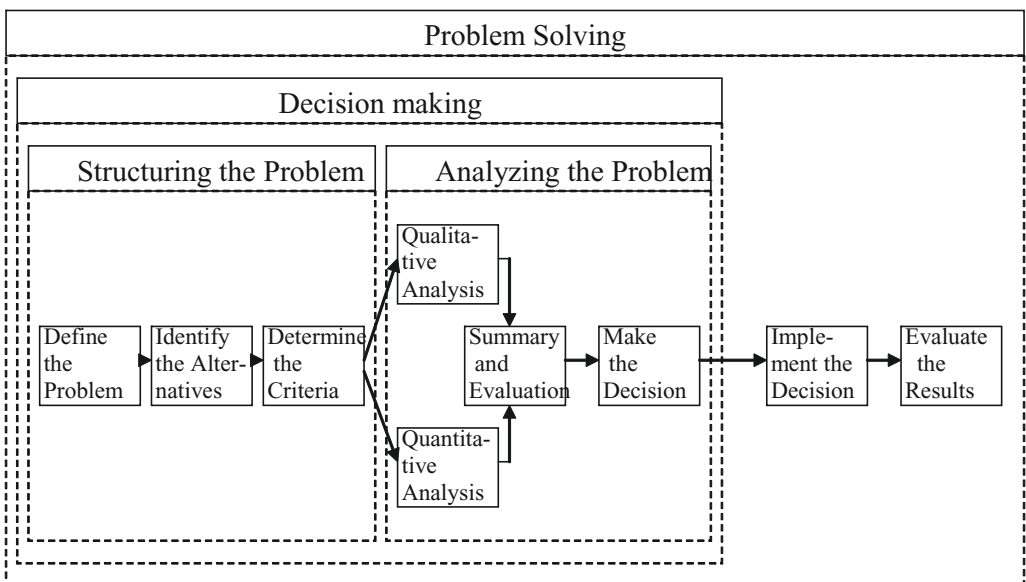 Problem Solving
Decision making
Structuring the Problem
Analyzing the Problem
Define
the
Problem
Identify
the Alter-
natives
Determine
the
Criteria
Qualita-
tive
Analysis
Quantita-
tive
Analysis
Summary
and
Evaluation
Make
the
Decision
Imple-
ment the
Decision
Evaluate
the
Results